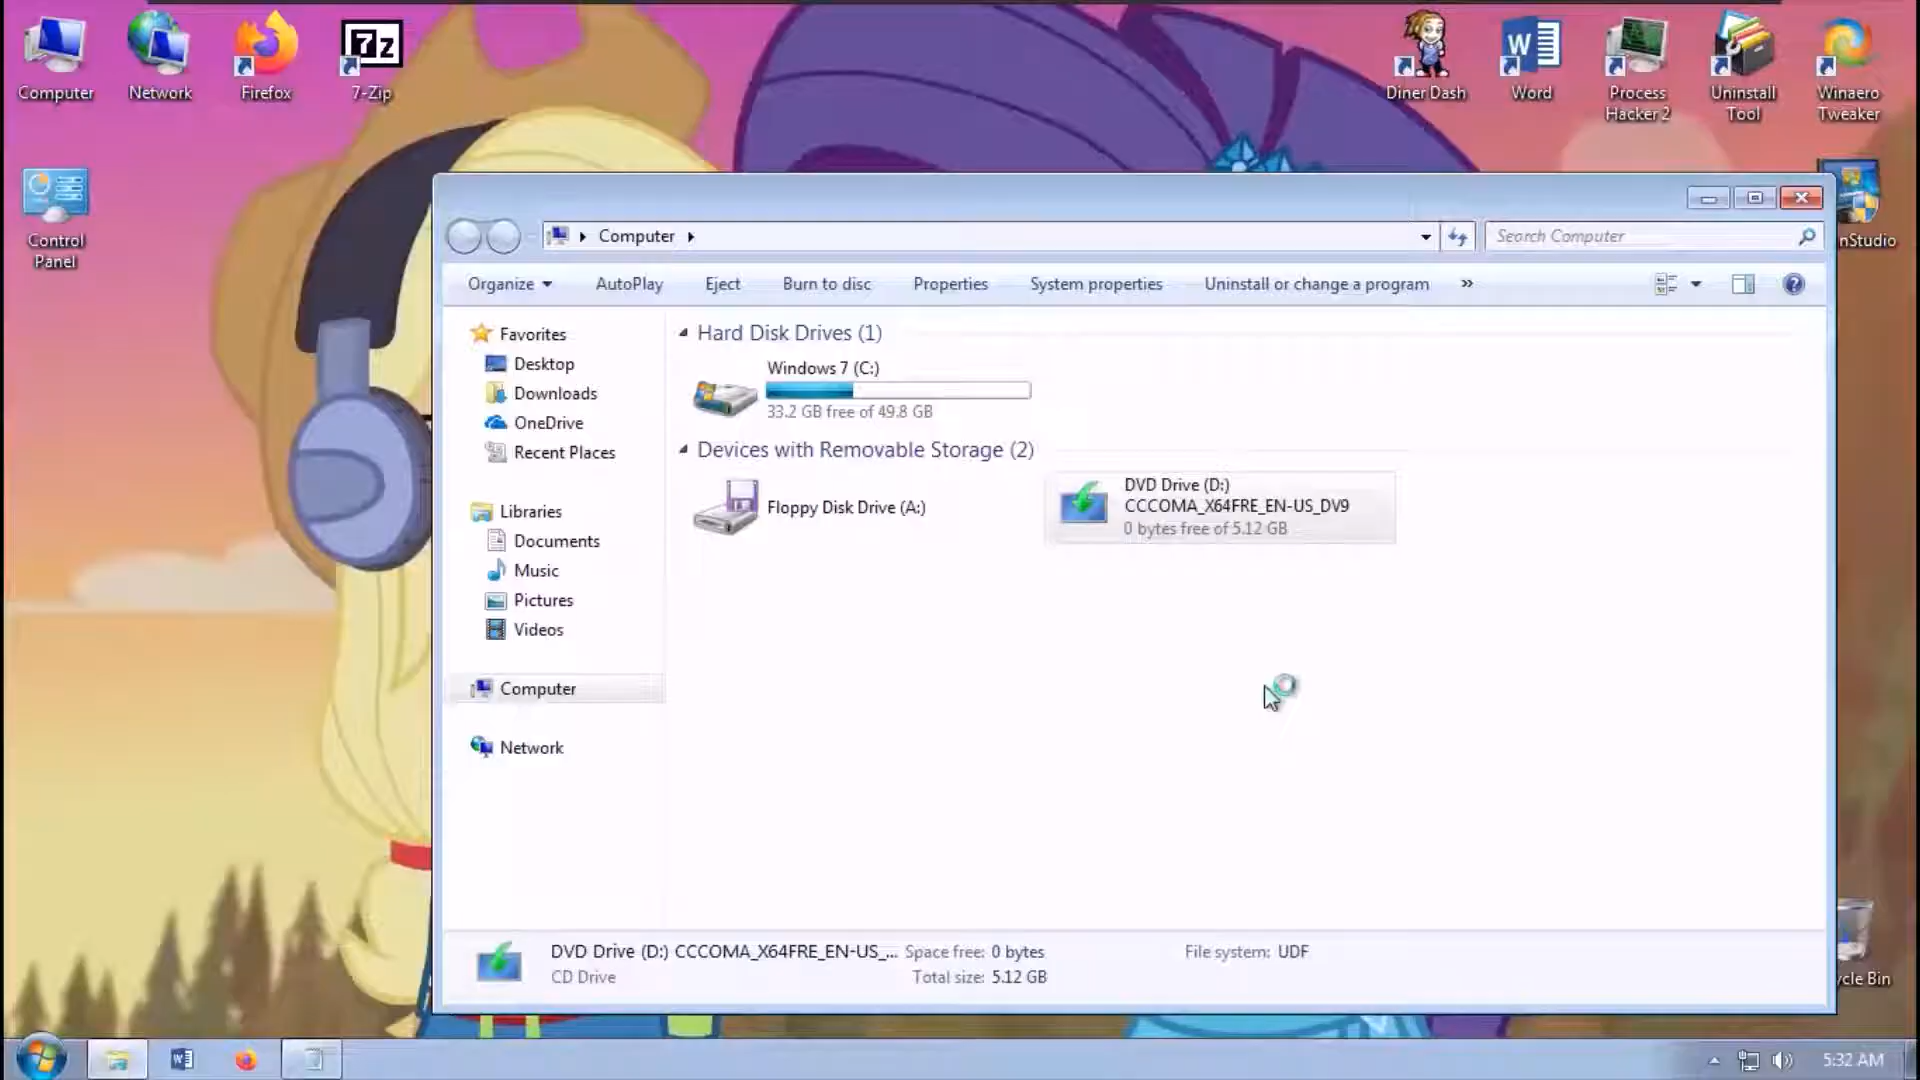 Computer
Network
Firefox
7-Zip
Diner Dash
Word
Process
Hacker 2
Uninstall
Tool
Winaero
Tweaker
Control
Panel
nStudio
Computer
Search Computer
Organize
AutoPlay
Eject
Burn to disc
Properties
System properties
Uninstall or change a program
»
Favorites
Desktop
Downloads
OneDrive
Recent Places
Libraries
Documents
Music
Pictures
Videos
Computer
Network
Hard Disk Drives (1)
Windows 7 (C:)
33.2 GB free of 49.8 GB
Devices with Removable Storage (2)
Floppy Disk Drive (A:)
DVD Drive (D:)
CCCOMA_X64FRE_EN-US_DV9
0 bytes free of 5.12 GB
DVD Drive (D:) CCCOMA_X64FRE_EN-US_... Space free: 0 bytes File system: UDF
CD Drive Total size: 5.12 GB
ycle Bin
5:32 AM